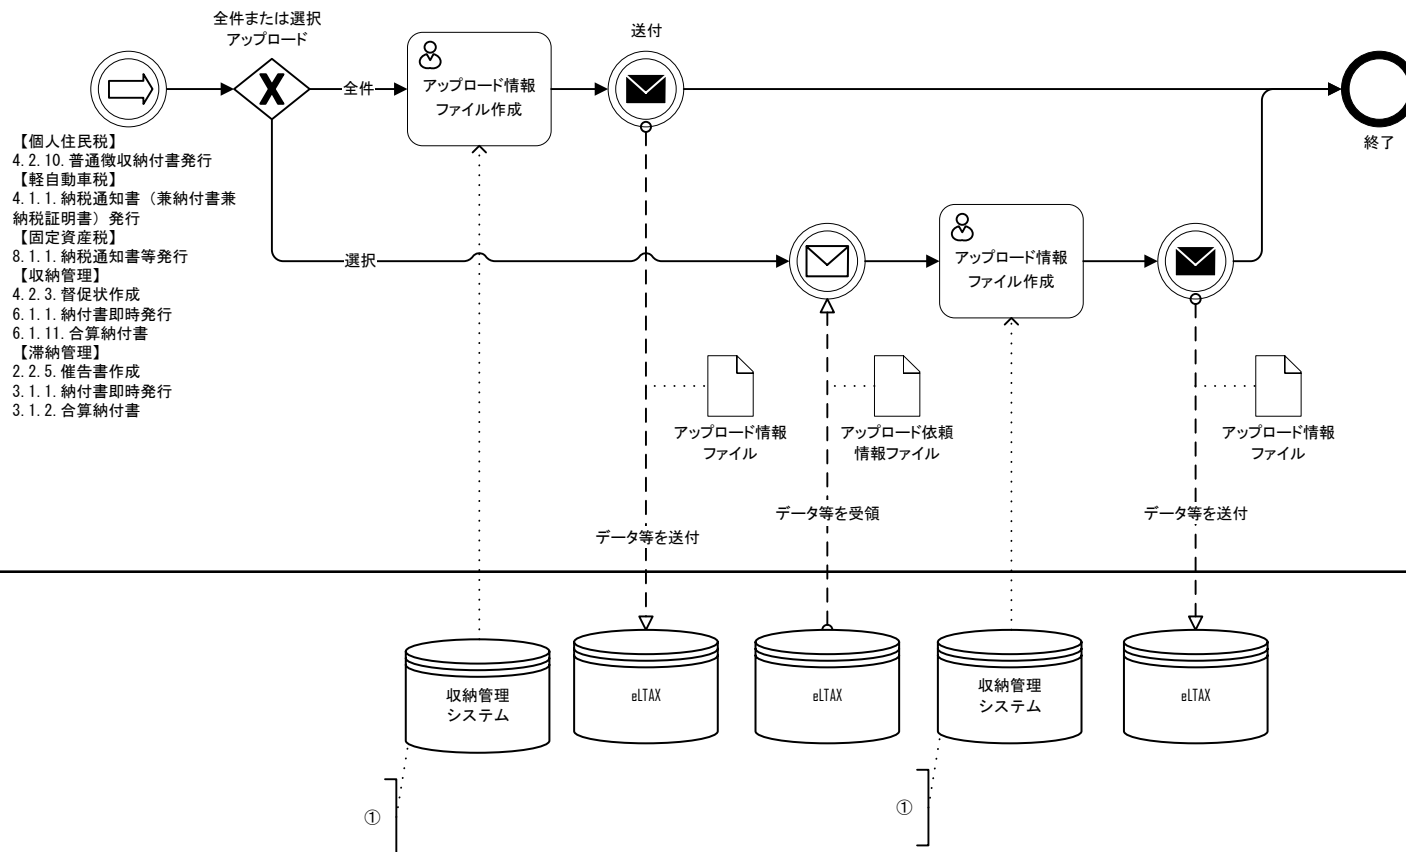 全件または選択
アップロード
送付
全件
アップロード情報
ファイル作成
終了
【個人住民税】
4.2.10.普通徴収納付書発行
【軽自動車税】
4.1.1.納税通知書（兼納付書兼
納税証明書）発行
【固定資産税】
8.1.1.納税通知書等発行
【収納管理】
4.2.3.督促状作成
6.1.1.納付書即時発行
6.1.11.合算納付書
【滞納管理】
2.2.5.催告書作成
3.1.1.納付書即時発行
3.1.2.合算納付書
選択
アップロード情報
ファイル作成
アップロード情報
ファイル
アップロード依頼
情報ファイル
アップロード情報
ファイル
データ等を送付
データ等を受領
データ等を送付
収納管理
システム
eLTAX
eLTAX
収納管理
システム
eLTAX
①
①